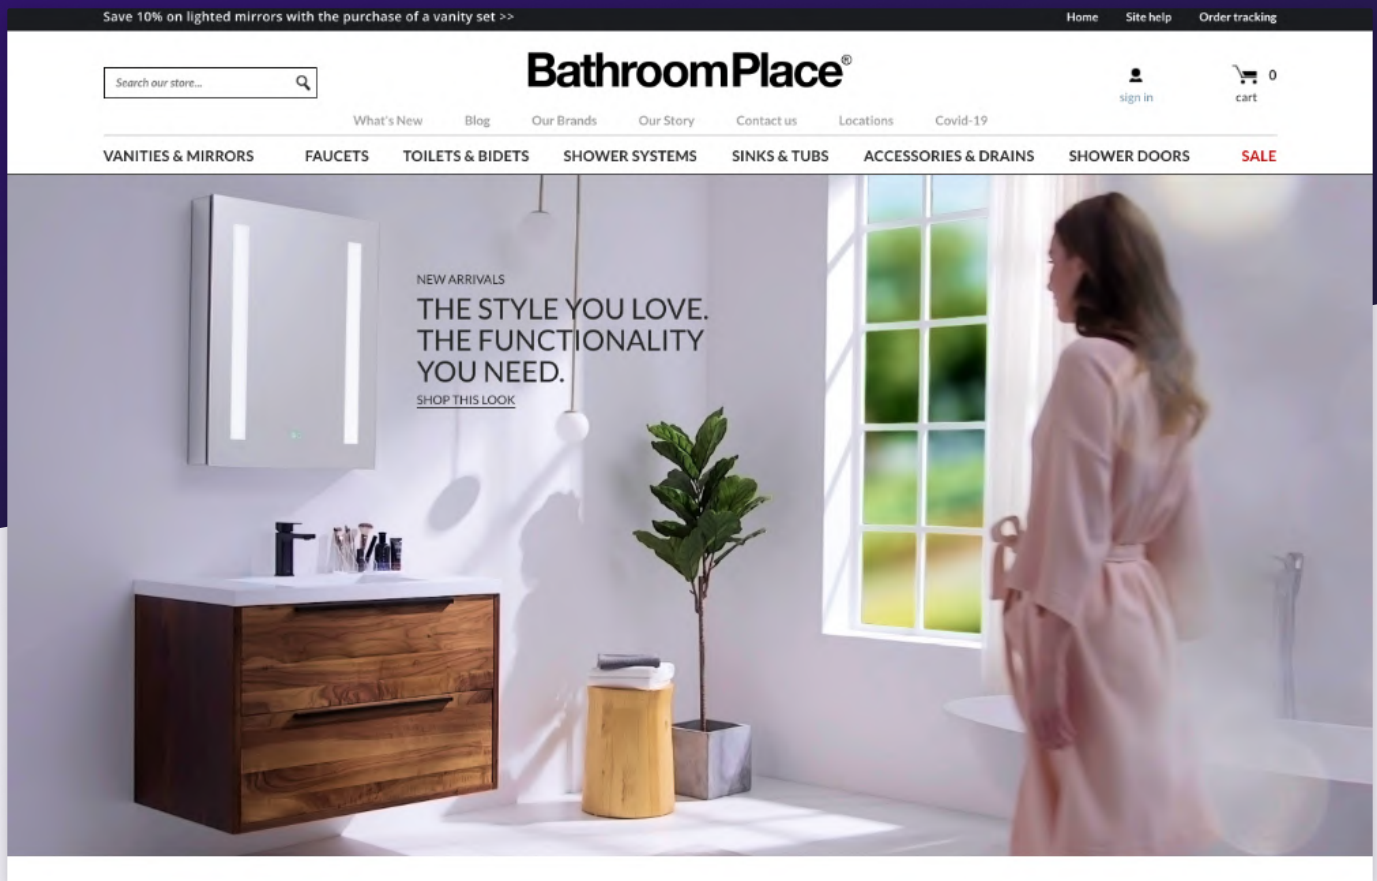 Save 10% on lighted mirrors with the purchase of a vanity set >>
Home Site help Order tracking
Search our store...
BathroomPlace®
sign in
0
cart
What's New Blog Our Brands Our Story Contact us Locations Covid-19
VANITIES & MIRRORS FAUCETS TOILETS & BIDETS SHOWER SYSTEMS SINKS & TUBS ACCESSORIES & DRAINS SHOWER DOORS SALE
NEW ARRIVALS
THE STYLE YOU LOVE.
THE FUNCTIONALITY
YOU NEED.
SHOP THIS LOOK